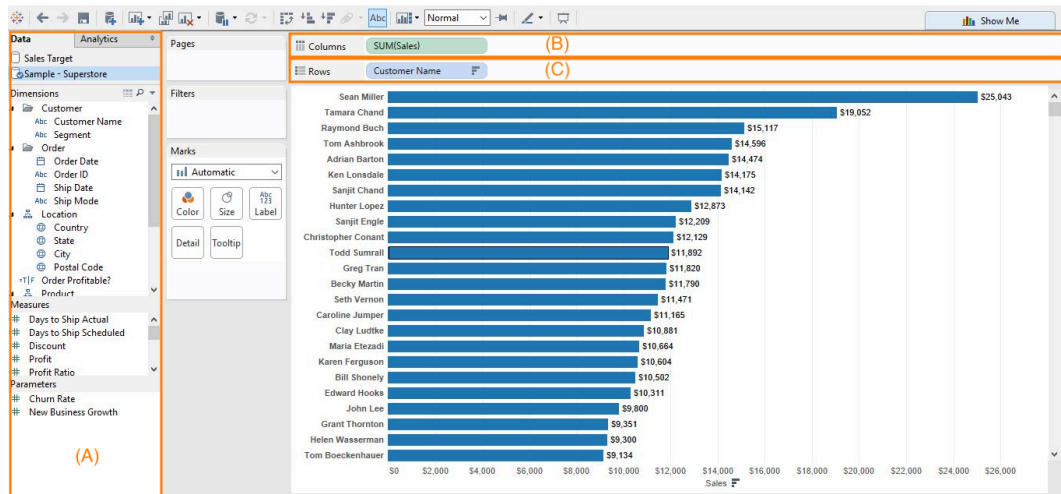 Abc
Normal
Show Me
Data
Analytics
Sales Target
Sample - Superstore
Dimensions
Customer
Abc Customer Name
Abc Segment
Order
Order Date
Abc Order ID
Ship Date
Abc Ship Mode
Location
Country
State
City
Postal Code
T|F Order Profitable?
Product
Measures
# Days to Ship Actual
# Days to Ship Scheduled
# Discount
# Profit
# Profit Ratio
Parameters
# Churn Rate
# New Business Growth
(A)
Pages
Filters
Marks
Automatic
Color
Size
Abc
123
Label
Detail
Tooltip
Columns
SUM(Sales)
(B)
Rows
Customer Name
(C)
Sean Miller $25,043
Tamara Chand $19,052
Raymond Buch $15,117
Tom Ashbrook $14,596
Adrian Barton $14,474
Ken Lonsdale $14,175
Sanjit Chand $14,142
Hunter Lopez $12,873
Sanjit Engle $12,209
Christopher Conant $12,129
Todd Sumrall $11,892
Greg Tran $11,820
Becky Martin $11,790
Seth Vernon $11,471
Caroline Jumper $11,165
Clay Ludtke $10,881
Maria Etezadi $10,664
Karen Ferguson $10,604
Bill Shonely $10,502
Edward Hooks $10,311
John Lee $9,800
Grant Thornton $9,351
Helen Wasserman $9,300
Tom Boeckenhauer $9,134
$0 $2,000 $4,000 $6,000 $8,000 $10,000 $12,000 $14,000 $16,000 $18,000 $20,000 $22,000 $24,000 $26,000
Sales